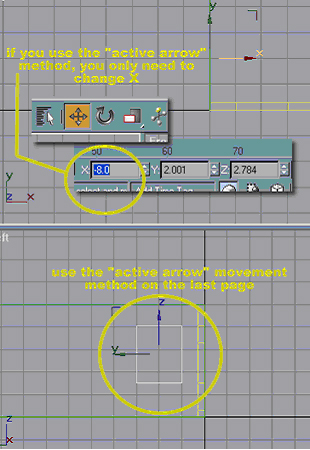 y
x
if you use the "active arrow"
method, you only need to
change X
50 60 70
X: -8.0 Y: 2.001 Z: 2.784
Add Time Tag
y
z x
left
use the "active arrow" movement
method on the last page
z
y
z
x